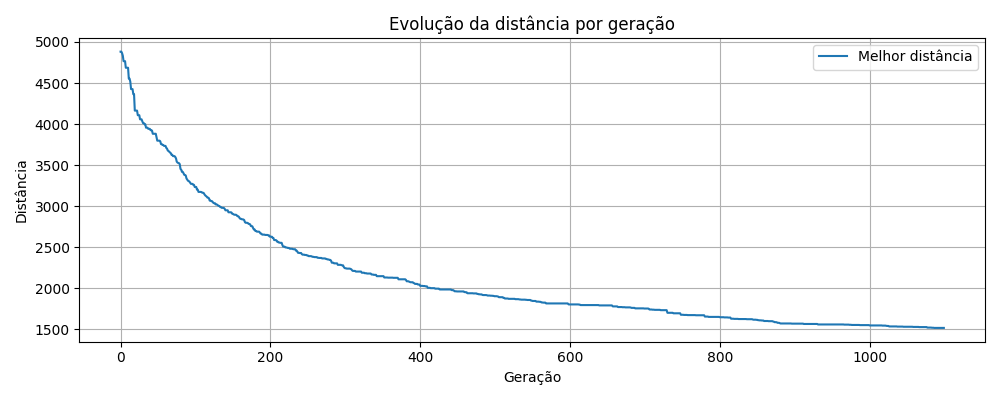 Evolução da distância por geração
Melhor distância
Distância
5000
4500
4000
3500
3000
2500
2000
1500
0 200 400 600 800 1000
Geração